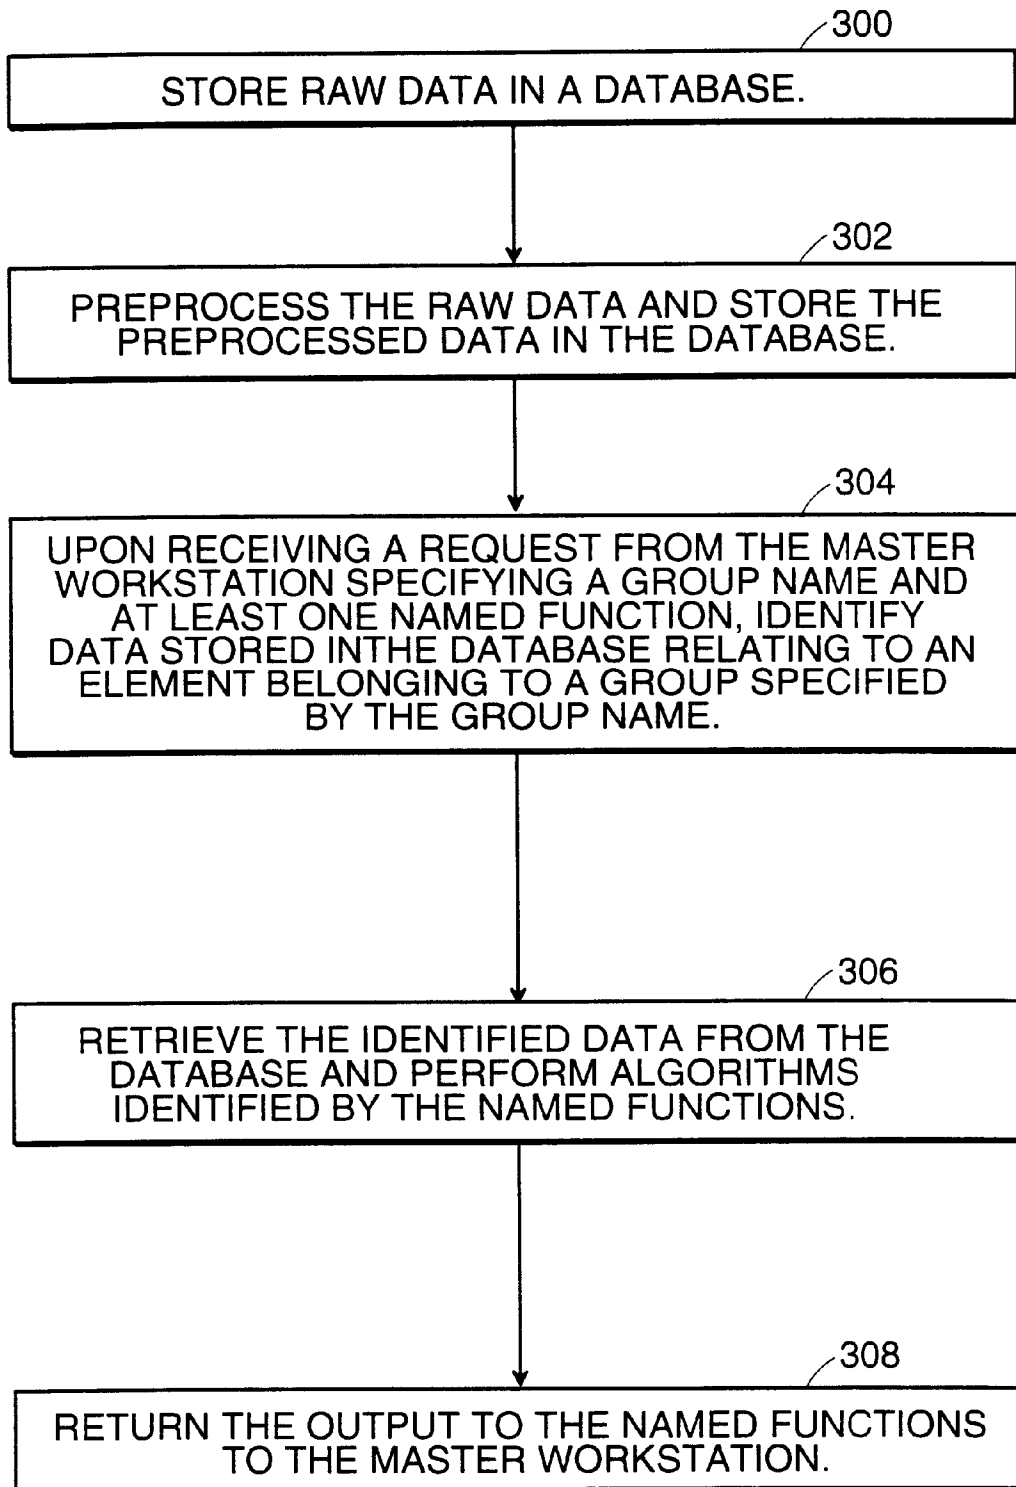 300
STORE RAW DATA IN A DATABASE.
302
PREPROCESS THE RAW DATA AND STORE THE
PREPROCESSED DATA IN THE DATABASE.
304
UPON RECEIVING A REQUEST FROM THE MASTER
WORKSTATION SPECIFYING A GROUP NAME AND
AT LEAST ONE NAMED FUNCTION, IDENTIFY
DATA STORED INTHE DATABASE RELATING TO AN
ELEMENT BELONGING TO A GROUP SPECIFIED
BY THE GROUP NAME.
306
RETRIEVE THE IDENTIFIED DATA FROM THE
DATABASE AND PERFORM ALGORITHMS
IDENTIFIED BY THE NAMED FUNCTIONS.
308
RETURN THE OUTPUT TO THE NAMED FUNCTIONS
TO THE MASTER WORKSTATION.